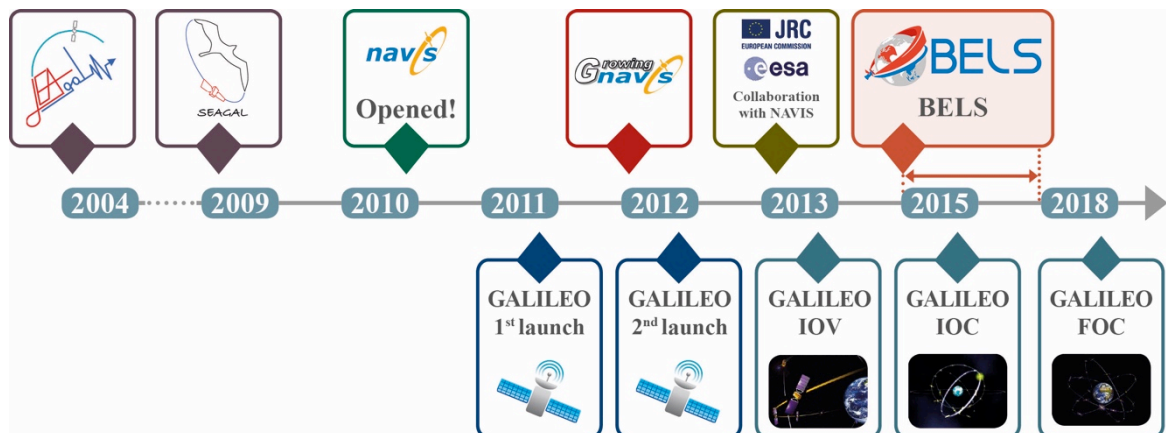 SEAGAL
navis
Opened!
Growing
navis
JRC
EUROPEAN COMMISSION
esa
Collaboration
with NAVIS
BELS
BELS
2004
2009
2010
2011
2012
2013
2015
2018
GALILEO
1st launch
GALILEO
2nd launch
GALILEO
IOV
GALILEO
IOC
GALILEO
FOC